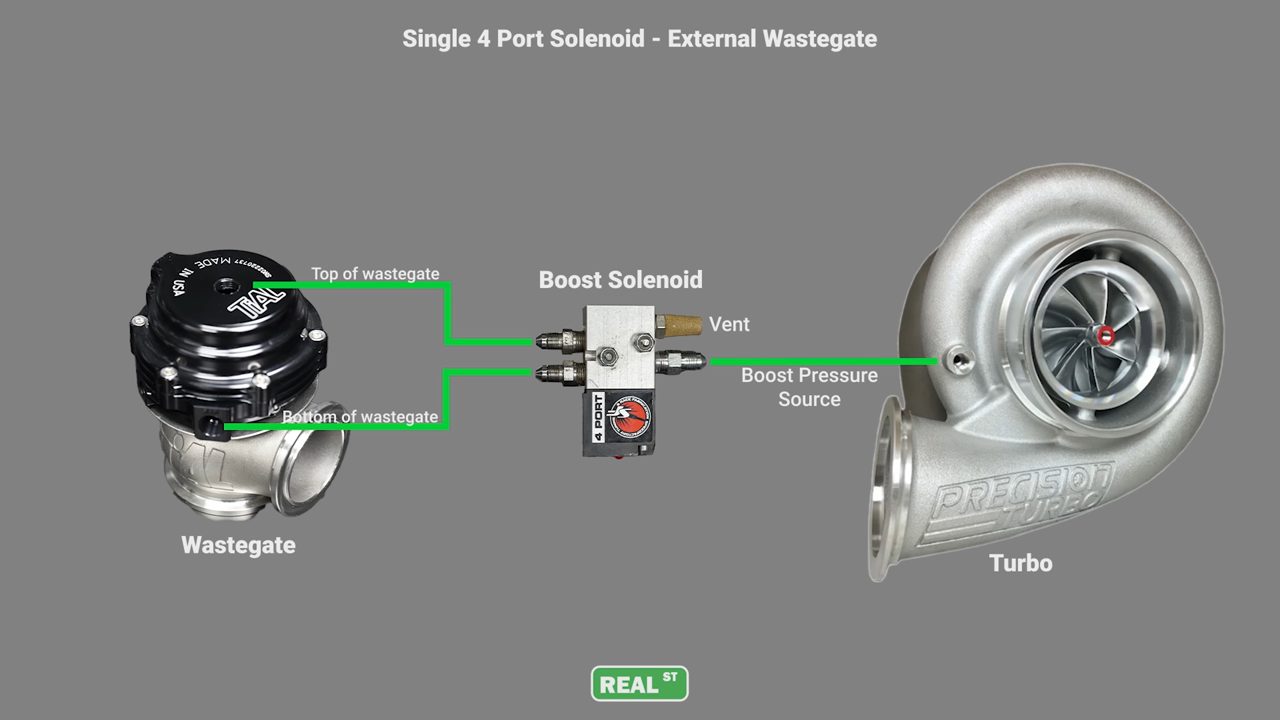 Single 4 Port Solenoid - External Wastegate
MADE IN USA
TiAL
Top of wastegate
Bottom of wastegate
Wastegate
Boost Solenoid
Vent
4 PORT
Boost Pressure
Source
PRECISION
TURBO
Turbo
REAL ST